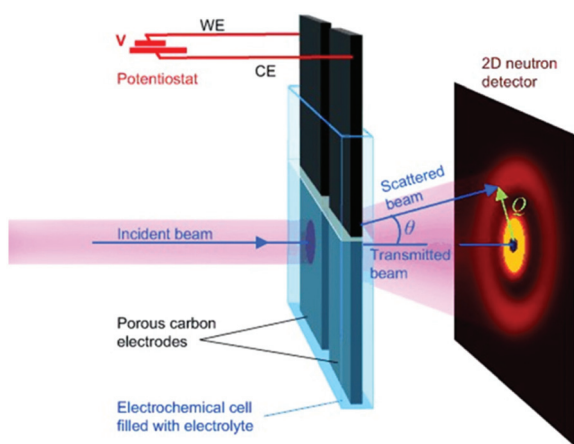 WE
V
Potentiostat
CE
2D neutron
detector
Scattered
beam
Q
θ
Incident beam
Transmitted
beam
Porous carbon
electrodes
Electrochemical cell
filled with electrolyte